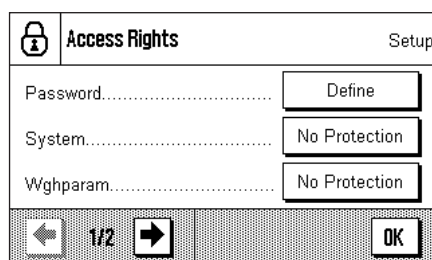 Access Rights Setup
Password.............................. Define
System................................. No Protection
Wghparam............................. No Protection
1/2 OK